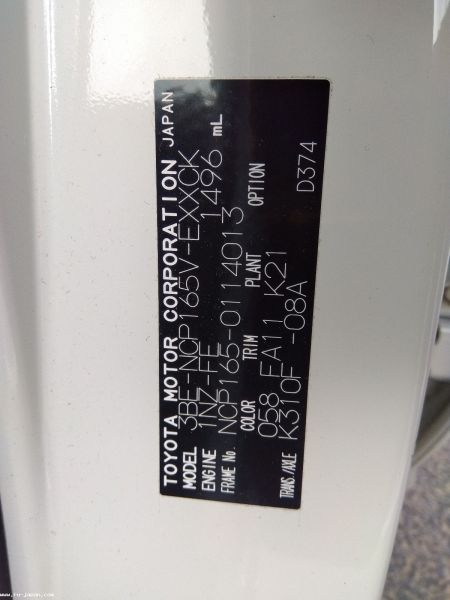 TOYOTA MOTOR CORPORATION JAPAN
MODEL 3BE-NCP165V-EXXCK
ENGINE 1NZ-FE 1496 mL
FRAME No. NCP165-0114013
COLOR TRIM PLANT OPTION
058 FA11 K21
TRANS./AXLE K310F -08A D374